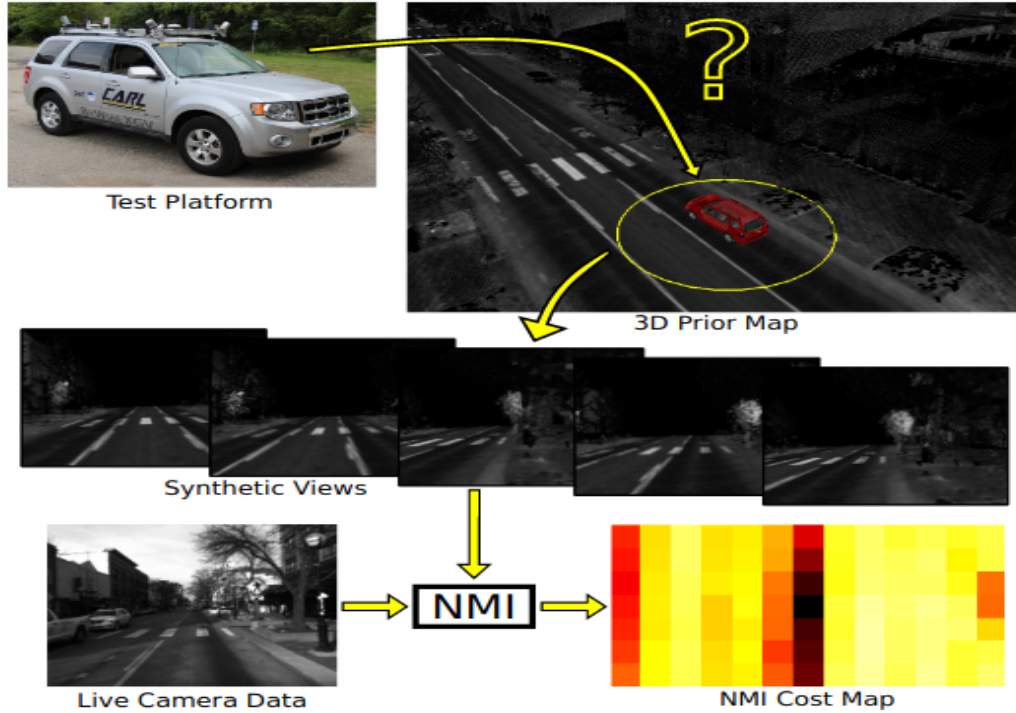 CARL
?
Test Platform
3D Prior Map
Synthetic Views
NMI
Live Camera Data
NMI Cost Map